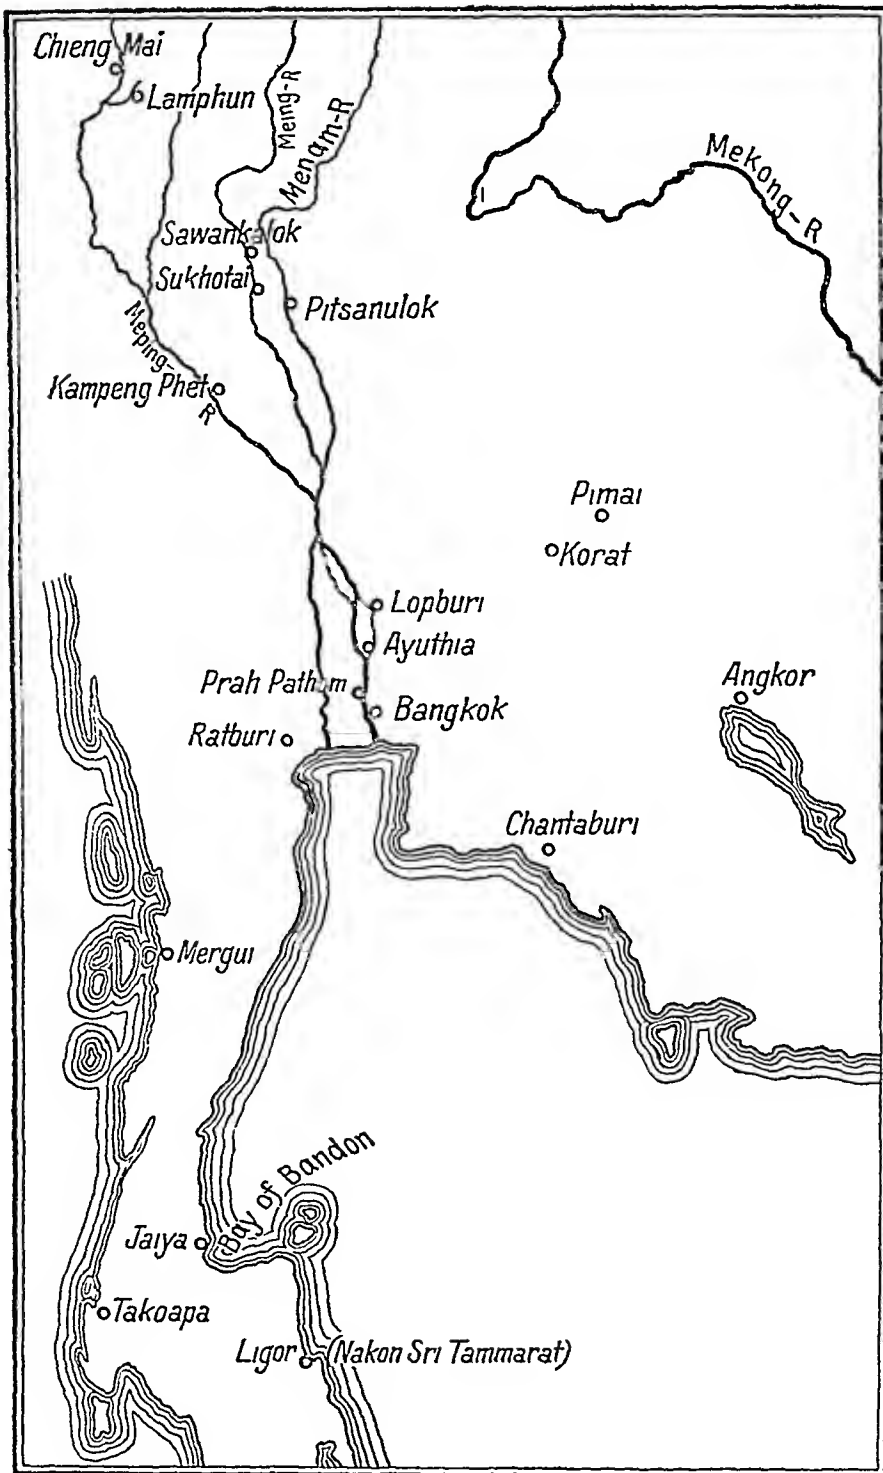 Chieng Mai
Lamphun
Meing-R
Menam-R
Mekong-R
Sawankalok
Sukhotai
Pitsanulok
Meping-R
Kampeng Phet
Pimai
Korat
Lopburi
Ayuthia
Prah Patham
Bangkok
Angkor
Ratburi
Chantaburi
Mergui
Bay of Bandon
Jaiya
Takoapa
Ligor (Nakon Sri Tammarat)